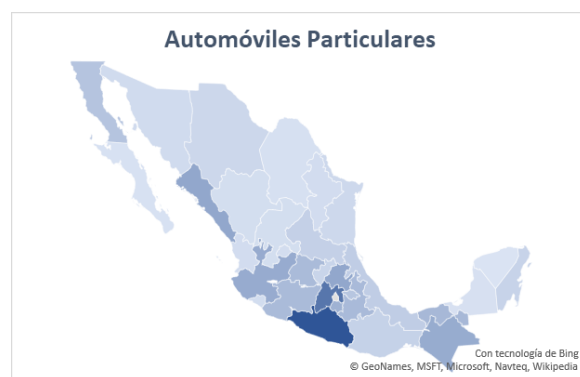 Automóviles Particulares
Con tecnología de Bing
© GeoNames, MSFT, Microsoft, Navteq, Wikipedia